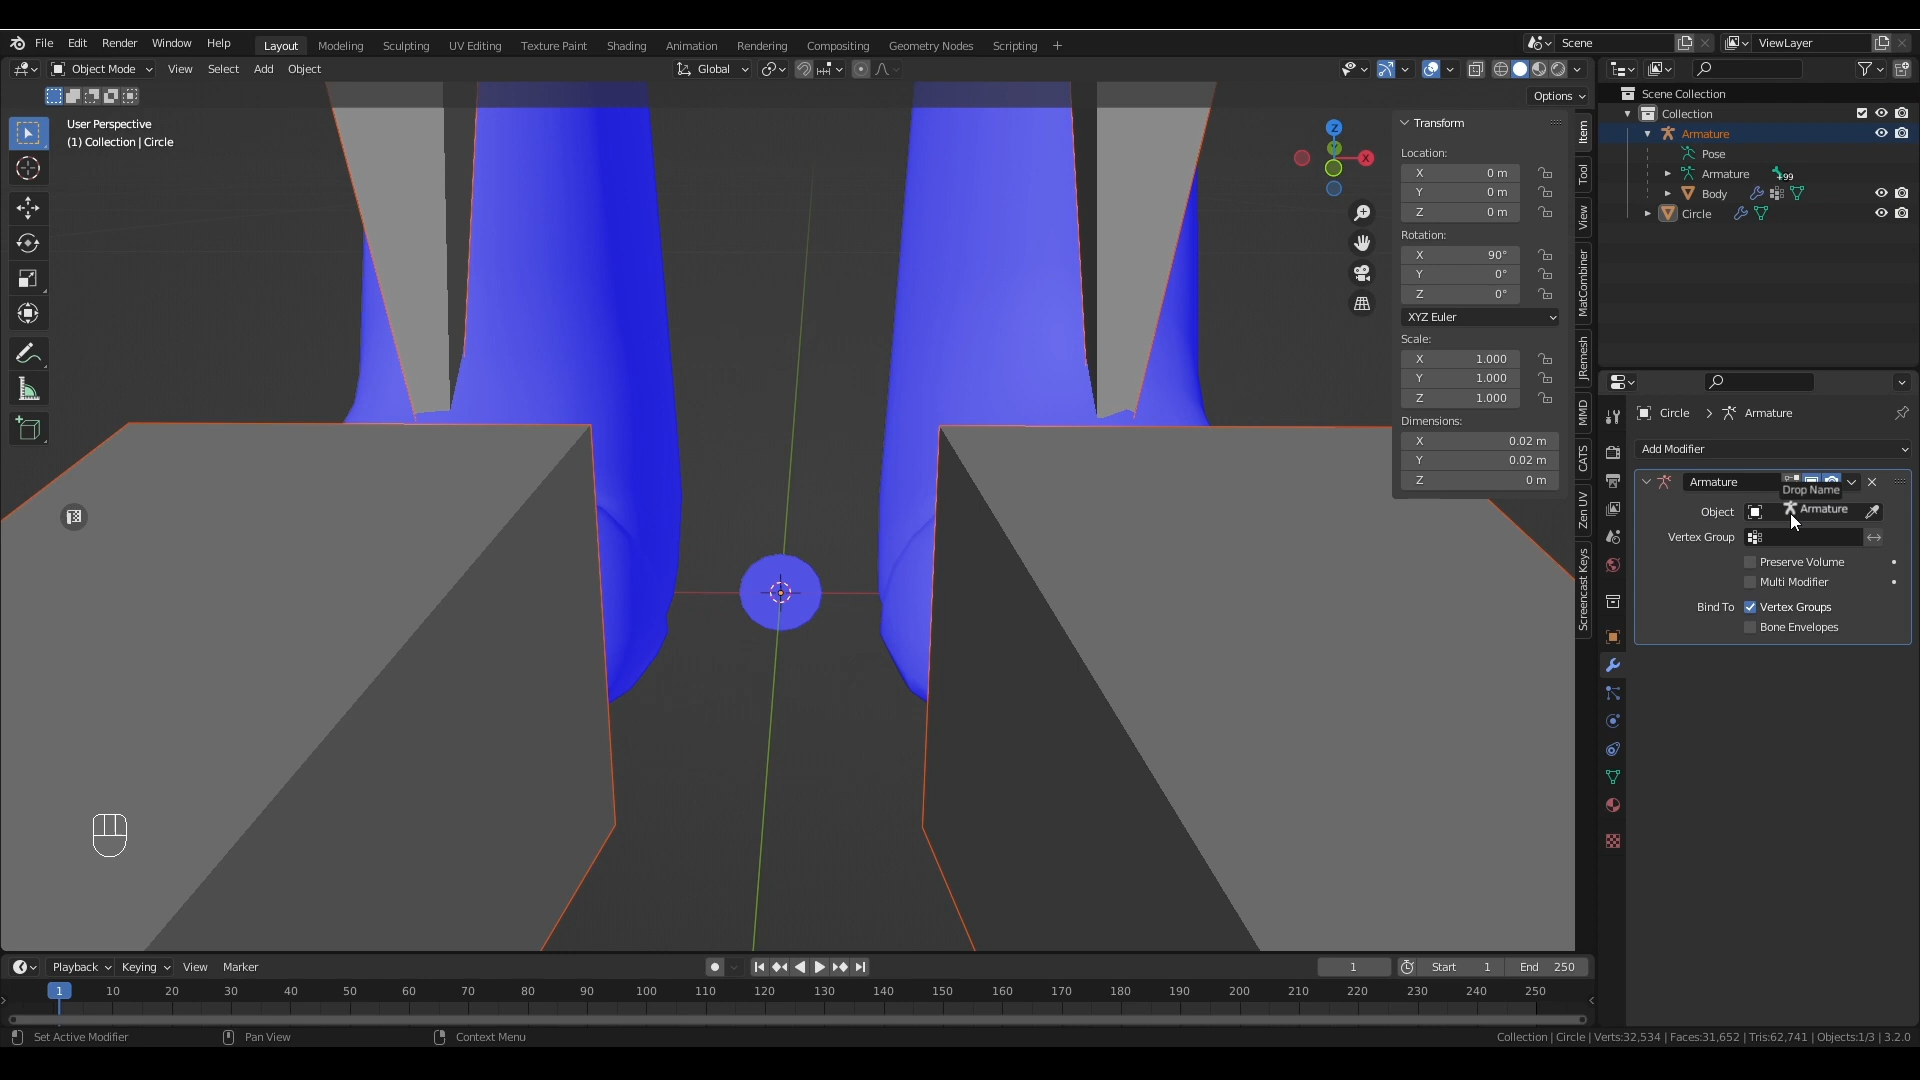 File Edit Render Window Help Layout Modeling Sculpting UV Editing Texture Paint Shading Animation Rendering Compositing Geometry Nodes Scripting + Scene ViewLayer
Object Mode View Select Add Object Global
Options
User Perspective
(1) Collection | Circle
Z
X
Transform
Location:
X 0 m
Y 0 m
Z 0 m
Rotation:
X 90°
Y 0°
Z 0°
XYZ Euler
Scale:
X 1.000
Y 1.000
Z 1.000
Dimensions:
X 0.02 m
Y 0.02 m
Z 0 m
Item
Tool
View
MatCombiner
JRemesh
MMD
CATS
Zen UV
Screencast Keys
Scene Collection
Collection
Armature
Pose
Armature +99
Body
Circle
Circle > Armature
Add Modifier
Armature
Drop Name
Object Armature
Vertex Group
Preserve Volume
Multi Modifier
Bind To Vertex Groups
Bone Envelopes
Playback Keying View Marker 1 Start 1 End 250
1 10 20 30 40 50 60 70 80 90 100 110 120 130 140 150 160 170 180 190 200 210 220 230 240 250
Set Active Modifier Pan View Context Menu Collection | Circle | Verts:32,534 | Faces:31,652 | Tris:62,741 | Objects:1/3 | 3.2.0